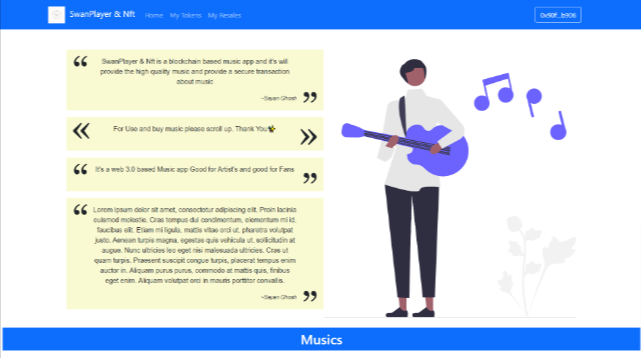 SwanPlayer & Nft
Home My Tokens My Resales
0x90f...b906
SwanPlayer & Nft is a blockchain based music app and it's will
provide the high quality music and provide a secure transaction
about music
~Sayan Ghosh
For Use and buy music please scroll up. Thank You
It's a web 3.0 based Music app Good for Artist's and good for Fans
Lorem ipsum dolor sit amet, consectetur adipiscing elit. Proin lacinia
euismod molestie. Cras tempus dui condimentum, elementum mi id,
faucibus elit. Etiam mi ligula, mattis vitae orci ut, pharetra volutpat
justo. Aenean turpis magna, egestas quis vehicula ut, sollicitudin at
augue. Nunc ultricies leo eget nisi malesuada ultricies. Cras ut
quam turpis. Praesent suscipit congue turpis, placerat tempus enim
auctor in. Aliquam purus purus, commodo at mattis quis, finibus
eget enim. Aliquam volutpat orci in mauris porttitor convallis.
~Sayan Ghosh
Musics